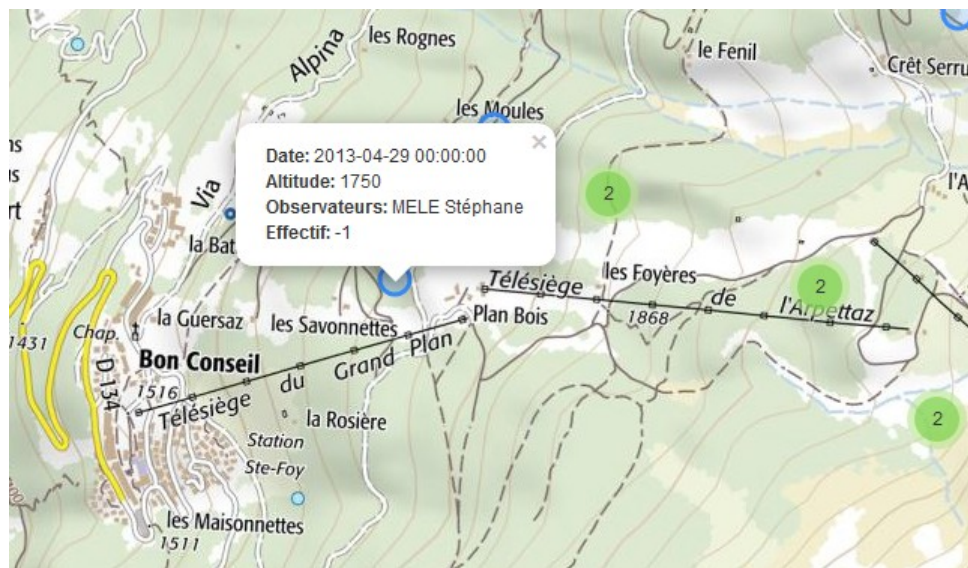 les Rognes
Alpina
le Fenil
Crêt Serru
les Moules
×
Date: 2013-04-29 00:00:00
Altitude: 1750
Observateurs: MELE Stéphane
Effectif: -1
ns
us
rt
Via
2
l'A
la Bat
Télésiège
les Foyères
de
l'Arpettaz
2
1868
la Guersaz
les Savonnettes
Plan Bois
Chap.
1431
Bon Conseil
D 134
1516
Télésiège du Grand Plan
la Rosière
2
Station
Ste-Foy
les Maisonnettes
1511